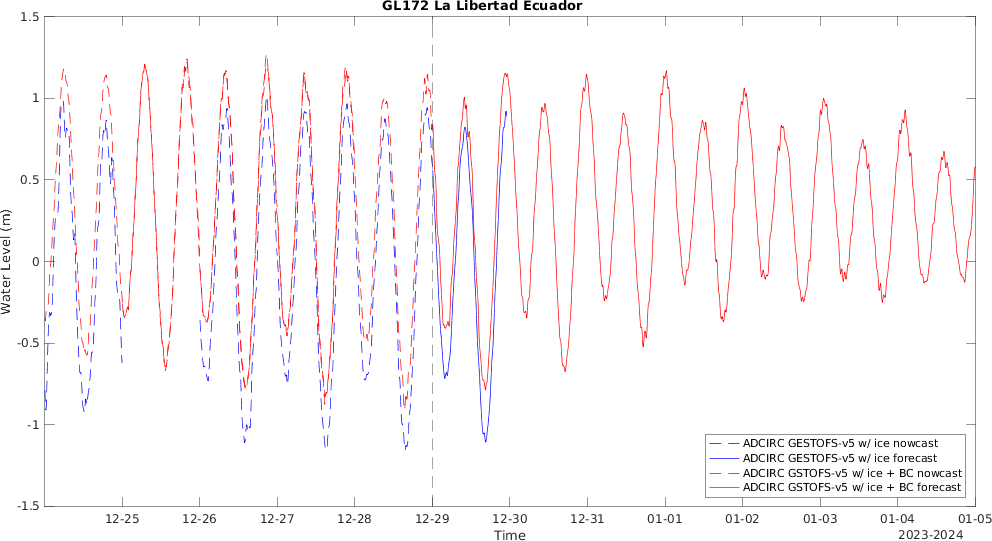 GL172 La Libertad Ecuador
1.5
1
0.5
0
-0.5
-1
-1.5
Water Level (m)
ADCIRC GESTOFS-v5 w/ ice nowcast
ADCIRC GESTOFS-v5 w/ ice forecast
ADCIRC GSTOFS-v5 w/ ice + BC nowcast
ADCIRC GSTOFS-v5 w/ ice + BC forecast
12-25 12-26 12-27 12-28 12-29 12-30 12-31 01-01 01-02 01-03 01-04 01-05
Time
2023-2024